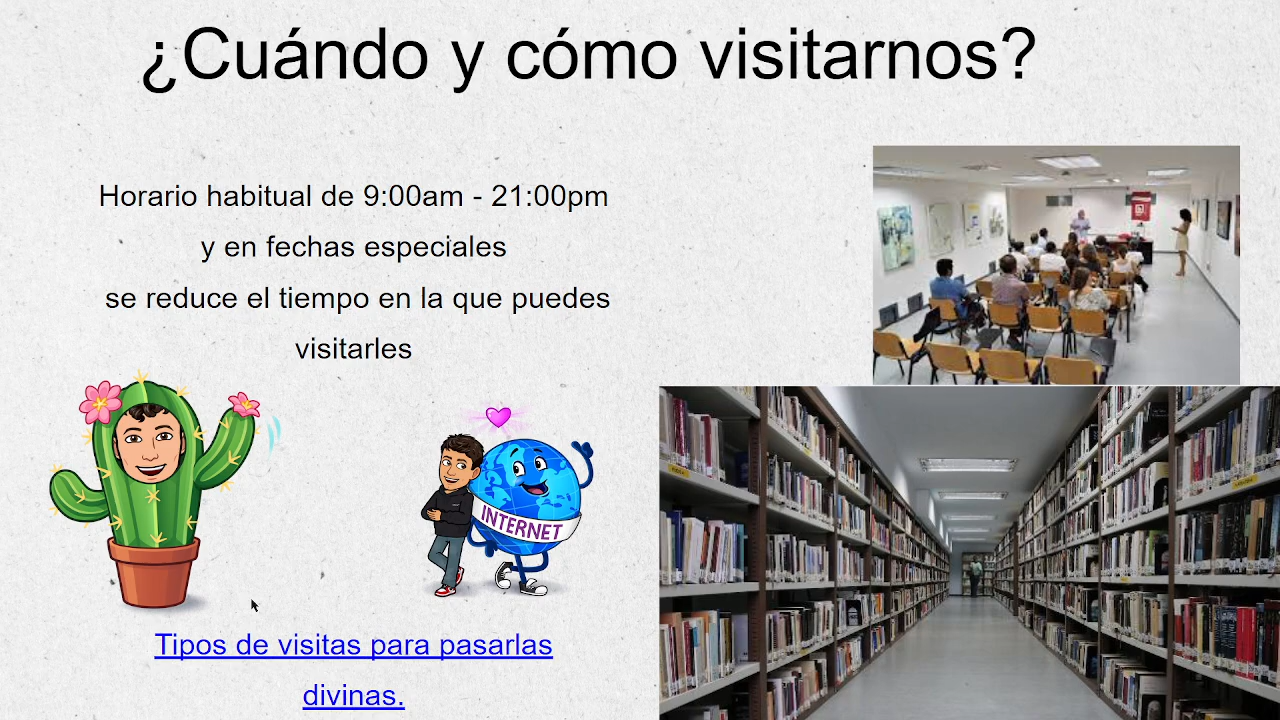 ¿Cuándo y cómo visitarnos?
Horario habitual de 9:00am - 21:00pm
y en fechas especiales
se reduce el tiempo en la que puedes
visitarles
INTERNET
Tipos de visitas para pasarlas
divinas.